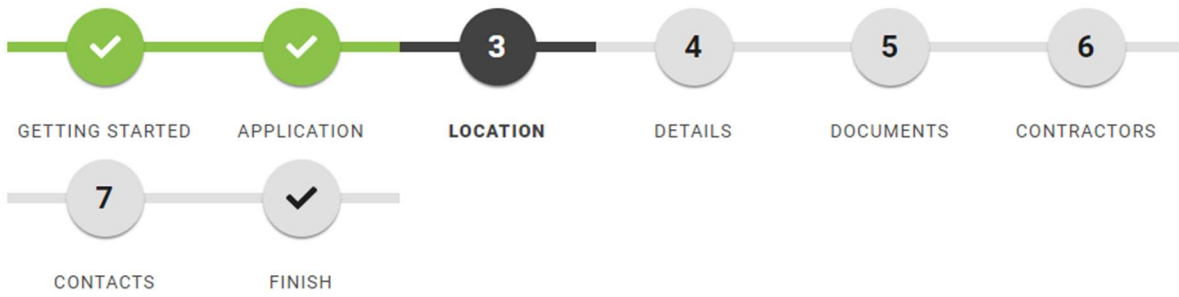 3 4 5 6
GETTING STARTED APPLICATION LOCATION DETAILS DOCUMENTS CONTRACTORS
7
CONTACTS FINISH